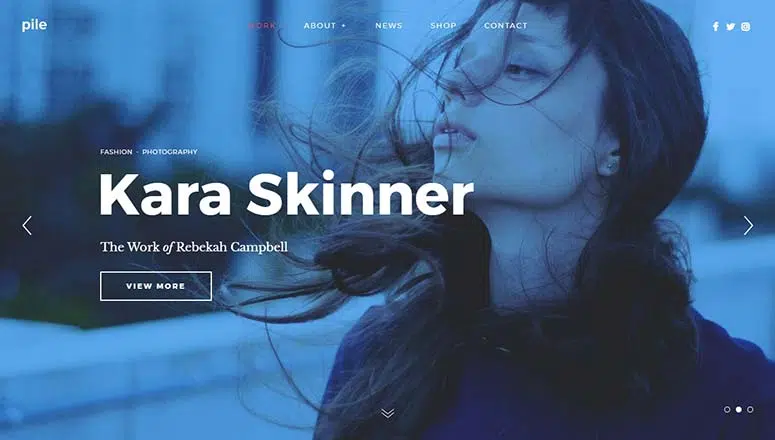 pile
WORK
ABOUT +
NEWS
SHOP
CONTACT
FASHION - PHOTOGRAPHY
Kara Skinner
The Work of Rebekah Campbell
VIEW MORE